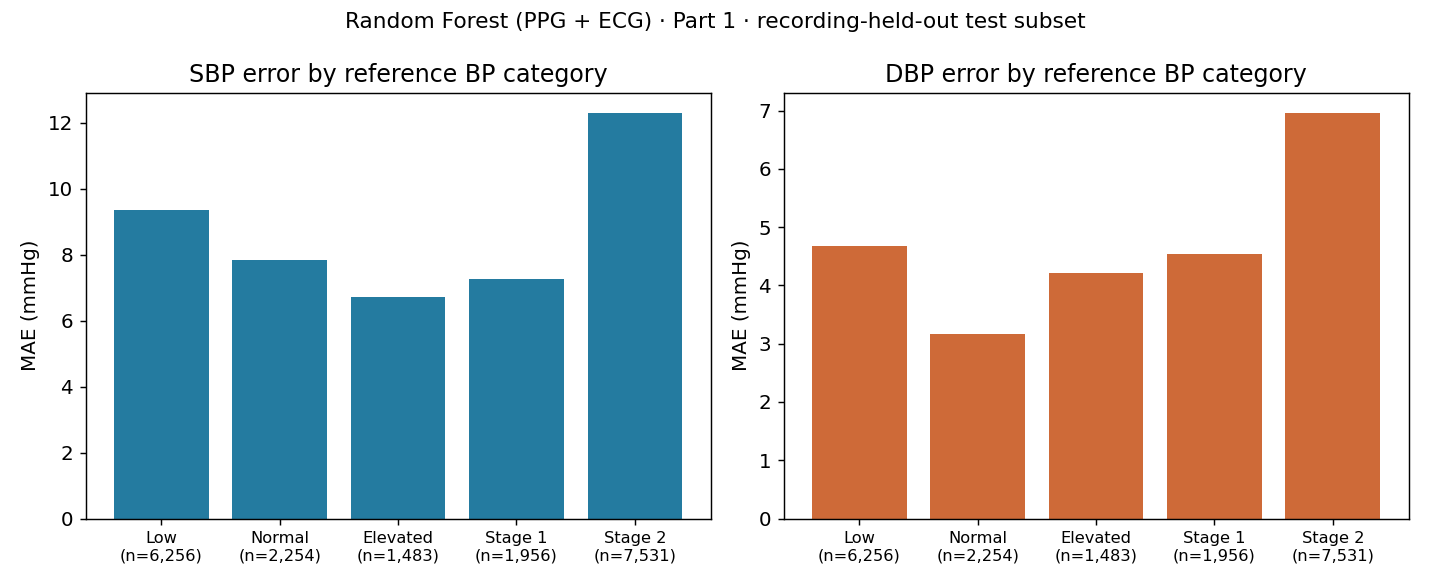 Random Forest (PPG + ECG) · Part 1 · recording-held-out test subset
SBP error by reference BP category
MAE (mmHg)
12
10
8
6
4
2
0
Low
(n=6,256)
Normal
(n=2,254)
Elevated
(n=1,483)
Stage 1
(n=1,956)
Stage 2
(n=7,531)
DBP error by reference BP category
MAE (mmHg)
7
6
5
4
3
2
1
0
Low
(n=6,256)
Normal
(n=2,254)
Elevated
(n=1,483)
Stage 1
(n=1,956)
Stage 2
(n=7,531)